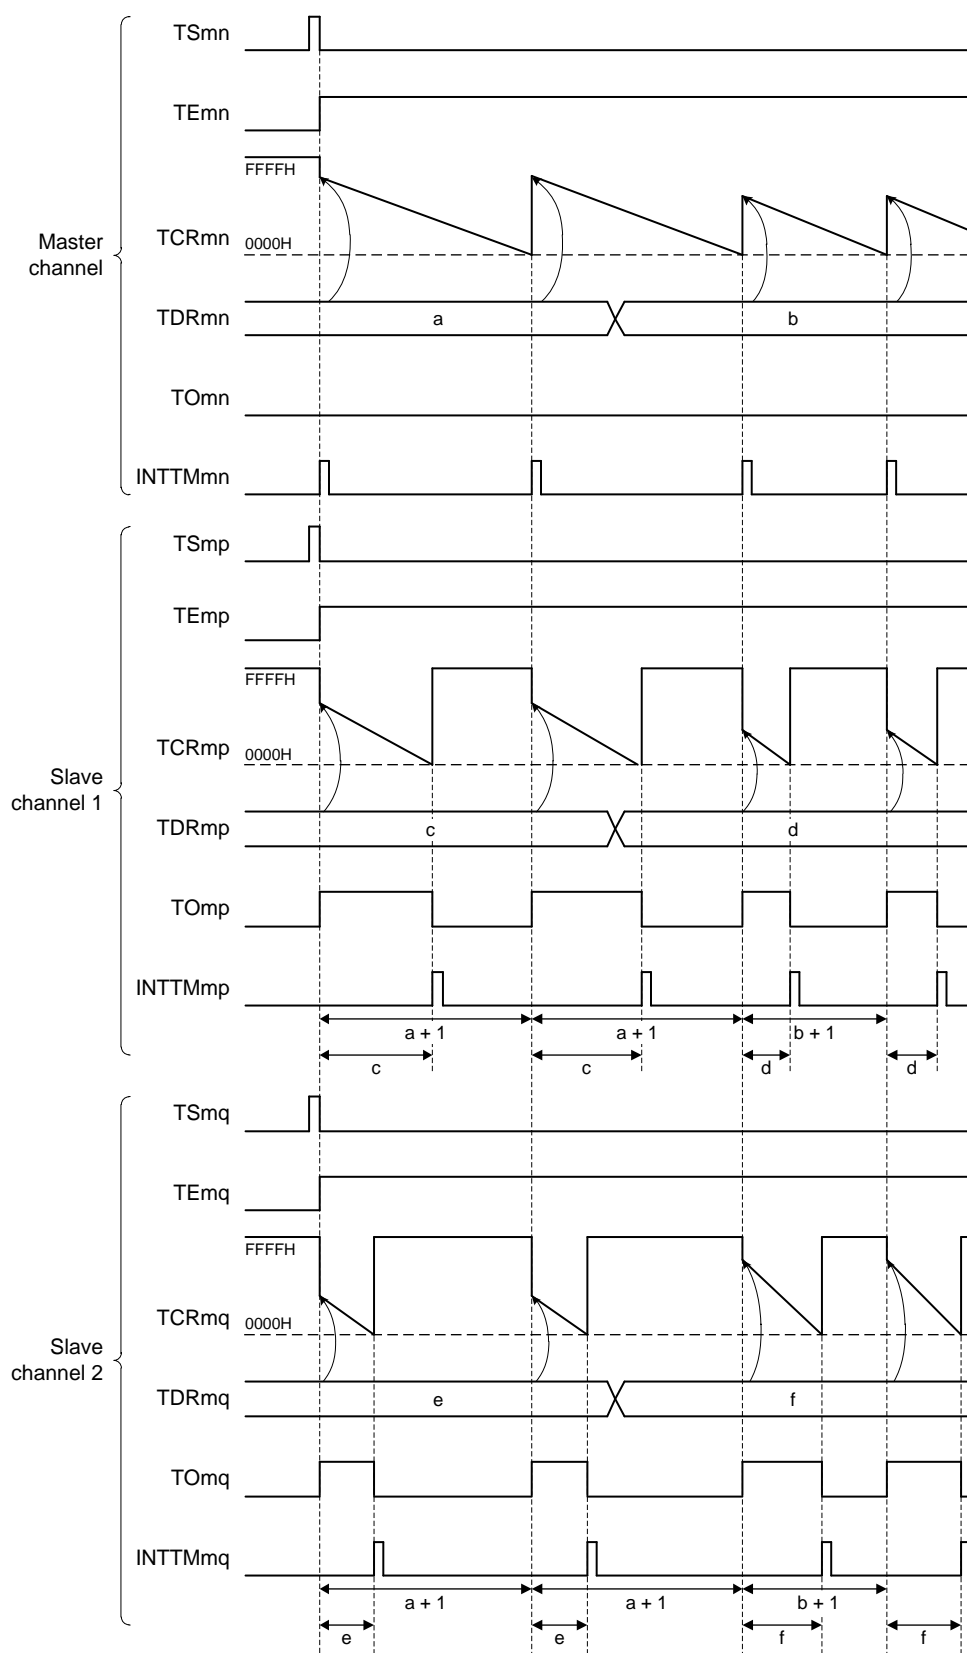 TSmn
TEmn
FFFFH
Master
channel
TCRmn
0000H
TDRmn
a
b
TOmn
INTTMmn
TSmp
TEmp
FFFFH
TCRmp
0000H
Slave
channel 1
TDRmp
c
d
TOmp
INTTMmp
a + 1
a + 1
b + 1
c
c
d
d
TSmq
TEmq
FFFFH
TCRmq
0000H
Slave
channel 2
TDRmq
e
f
TOmq
INTTMmq
a + 1
a + 1
b + 1
e
e
f
f